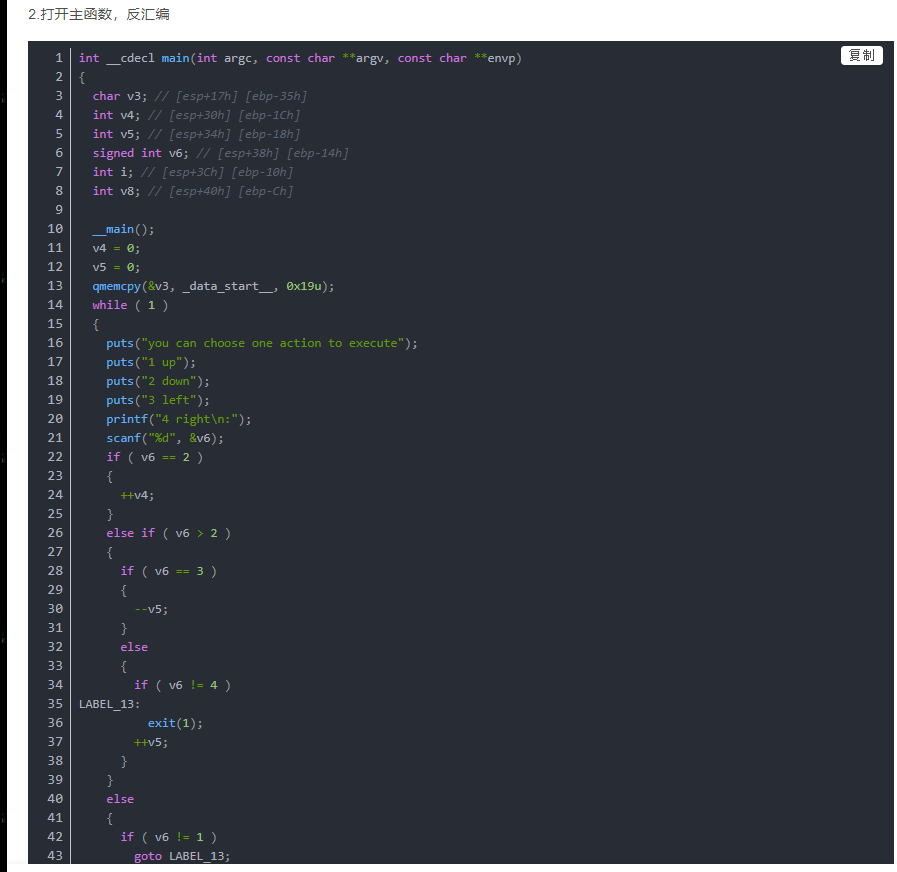 2.打开主函数，反汇编
复制
1 int __cdecl main(int argc, const char **argv, const char **envp)
2 {
3   char v3; // [esp+17h] [ebp-35h]
4   int v4; // [esp+30h] [ebp-1Ch]
5   int v5; // [esp+34h] [ebp-18h]
6   signed int v6; // [esp+38h] [ebp-14h]
7   int i; // [esp+3Ch] [ebp-10h]
8   int v8; // [esp+40h] [ebp-Ch]
9
10   __main();
11   v4 = 0;
12   v5 = 0;
13   qmemcpy(&v3, _data_start__, 0x19u);
14   while ( 1 )
15   {
16     puts("you can choose one action to execute");
17     puts("1 up");
18     puts("2 down");
19     puts("3 left");
20     printf("4 right\n:");
21     scanf("%d", &v6);
22     if ( v6 == 2 )
23     {
24       ++v4;
25     }
26     else if ( v6 > 2 )
27     {
28       if ( v6 == 3 )
29       {
30         --v5;
31       }
32       else
33       {
34         if ( v6 != 4 )
35 LABEL_13:
36           exit(1);
37         ++v5;
38       }
39     }
40     else
41     {
42       if ( v6 != 1 )
43         goto LABEL_13;